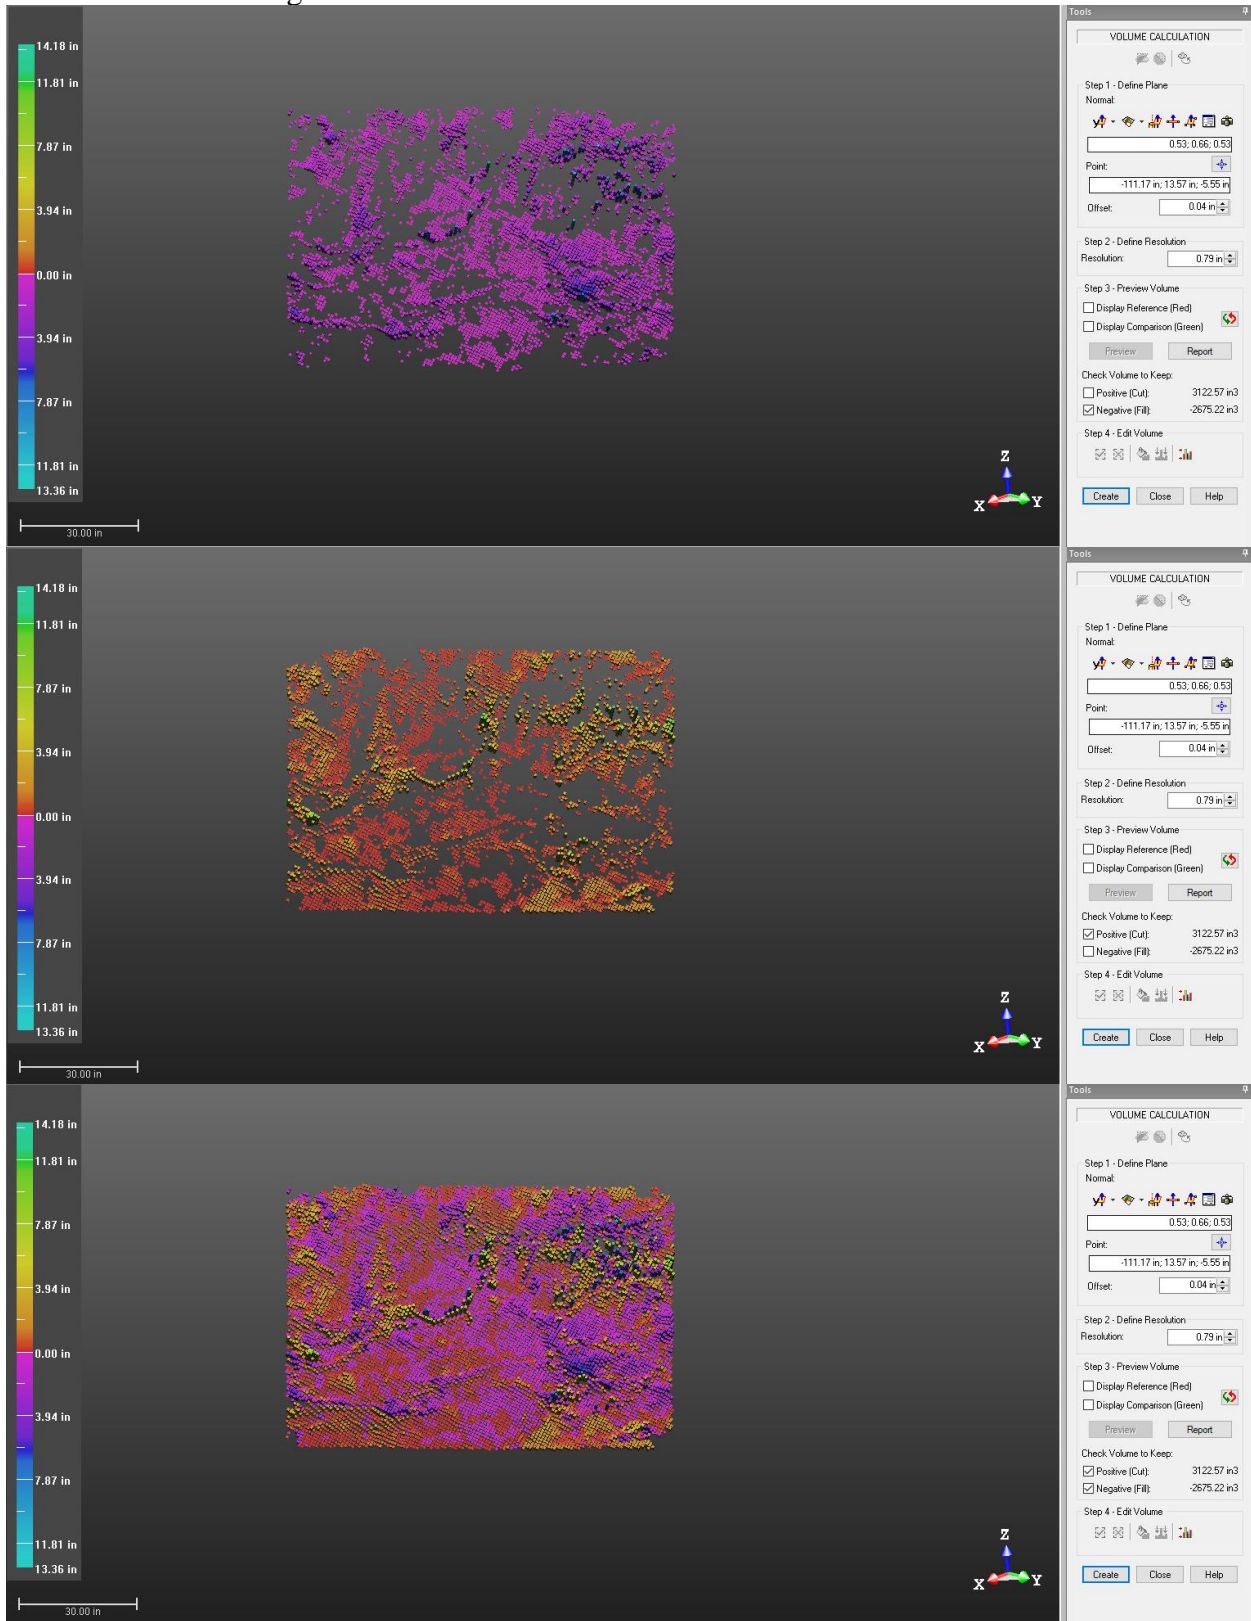 Tools
VOLUME CALCULATION
Step 1 - Define Plane
Normal:
0.53; 0.66; 0.53
Point:
-111.17 in; 13.57 in; -5.55 in
Offset: 0.04 in
Step 2 - Define Resolution
Resolution: 0.79 in
Step 3 - Preview Volume
Display Reference (Red)
Display Comparison (Green)
Preview Report
Check Volume to Keep:
Positive (Cut): 3122.57 in3
Negative (Fill): -2675.22 in3
Step 4 - Edit Volume
Create Close Help
14.18 in
11.81 in
7.87 in
3.94 in
0.00 in
3.94 in
7.87 in
11.81 in
13.36 in
30.00 in
Z
X Y
Tools
VOLUME CALCULATION
Step 1 - Define Plane
Normal:
0.53; 0.66; 0.53
Point:
-111.17 in; 13.57 in; -5.55 in
Offset: 0.04 in
Step 2 - Define Resolution
Resolution: 0.79 in
Step 3 - Preview Volume
Display Reference (Red)
Display Comparison (Green)
Preview Report
Check Volume to Keep:
Positive (Cut): 3122.57 in3
Negative (Fill): -2675.22 in3
Step 4 - Edit Volume
Create Close Help
14.18 in
11.81 in
7.87 in
3.94 in
0.00 in
3.94 in
7.87 in
11.81 in
13.36 in
30.00 in
Z
X Y
Tools
VOLUME CALCULATION
Step 1 - Define Plane
Normal:
0.53; 0.66; 0.53
Point:
-111.17 in; 13.57 in; -5.55 in
Offset: 0.04 in
Step 2 - Define Resolution
Resolution: 0.79 in
Step 3 - Preview Volume
Display Reference (Red)
Display Comparison (Green)
Preview Report
Check Volume to Keep:
Positive (Cut): 3122.57 in3
Negative (Fill): -2675.22 in3
Step 4 - Edit Volume
Create Close Help
14.18 in
11.81 in
7.87 in
3.94 in
0.00 in
3.94 in
7.87 in
11.81 in
13.36 in
30.00 in
Z
X Y